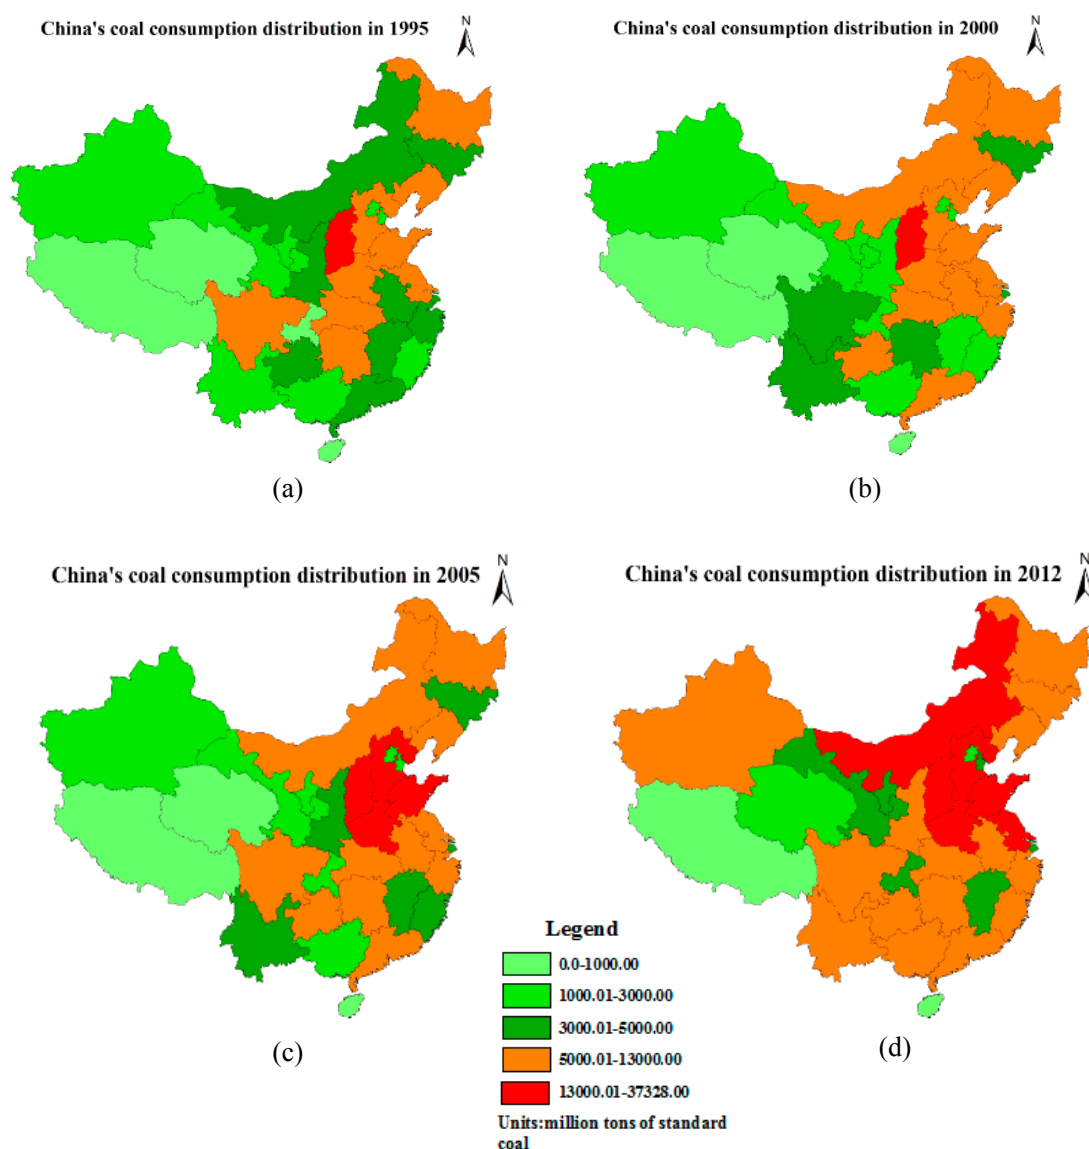 China's coal consumption distribution in 1995
N
China's coal consumption distribution in 2000
N
(a)
(b)
China's coal consumption distribution in 2005
N
China's coal consumption distribution in 2012
N
Legend
0.0-1000.00
1000.01-3000.00
3000.01-5000.00
5000.01-13000.00
13000.01-37328.00
Units:million tons of standard
coal
(c)
(d)